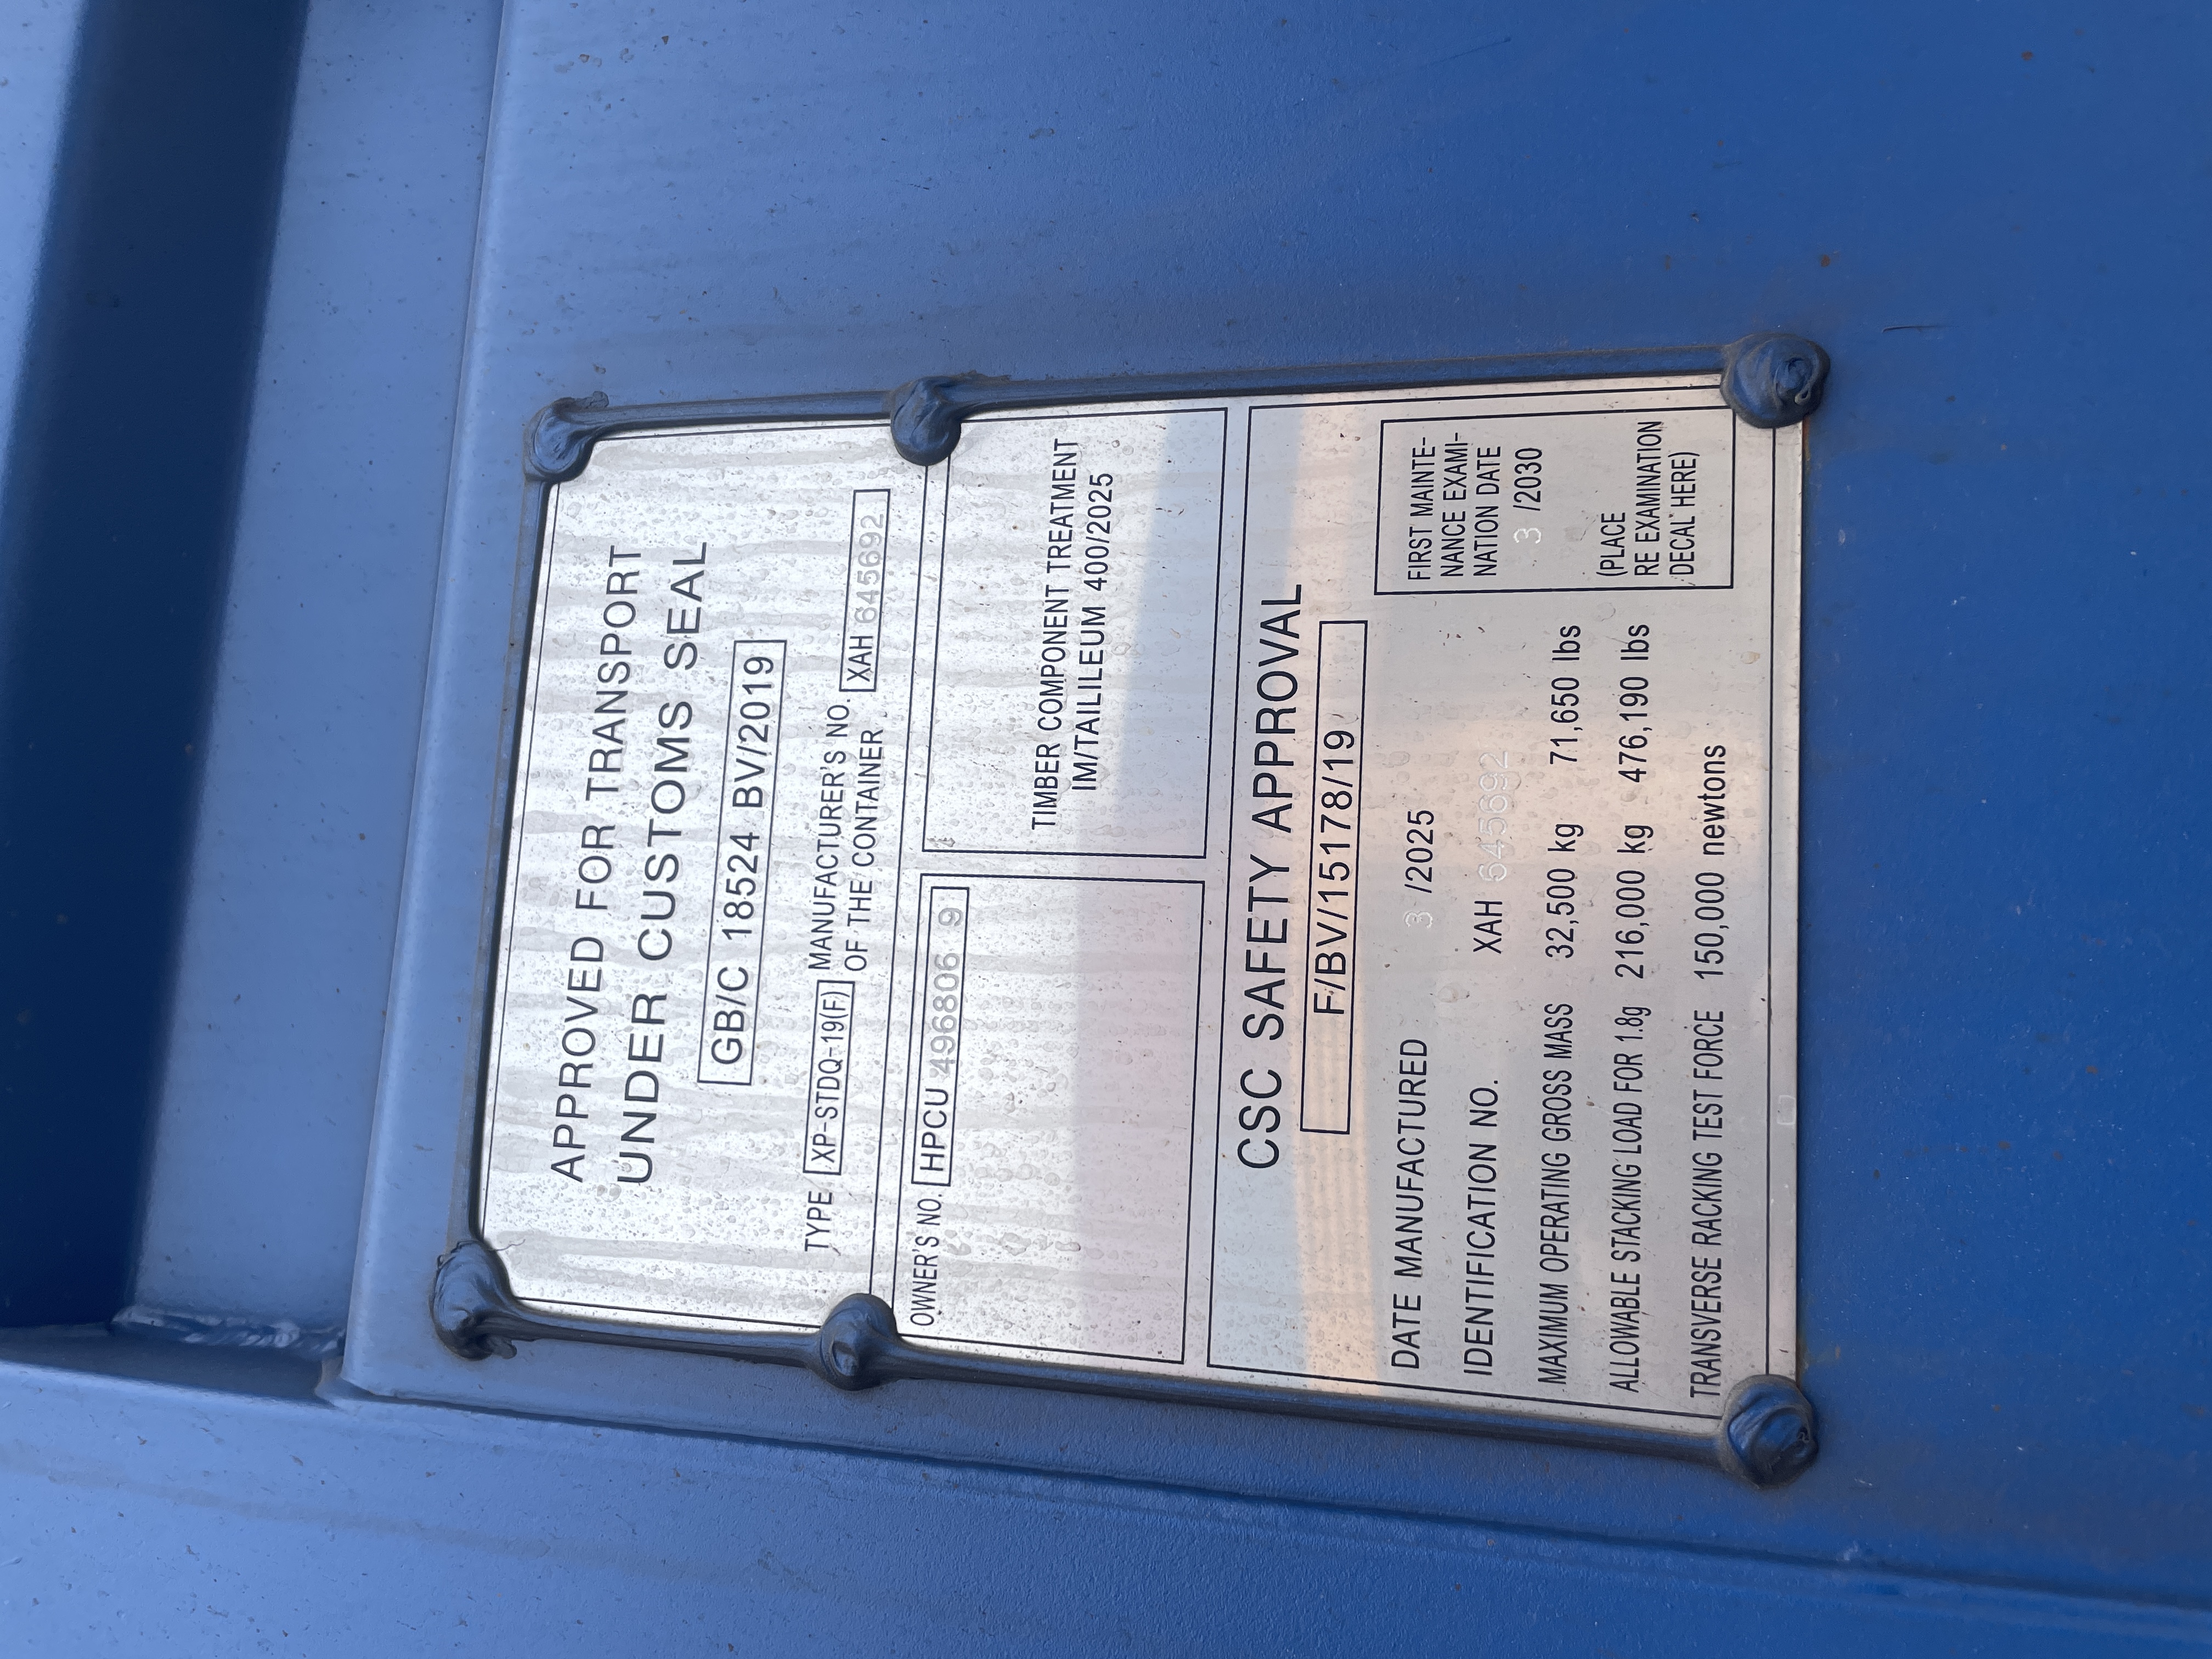 APPROVED FOR TRANSPORT
UNDER CUSTOMS SEAL
GB/C 18524 BV/2019
TYPE XP-STDQ-19(F) MANUFACTURER'S NO. OF THE CONTAINER XAH 645692
OWNER'S NO. HPCU 496806 9
TIMBER COMPONENT TREATMENT
IM/TAILILEUM 400/2025
CSC SAFETY APPROVAL
F/BV/15178/19
DATE MANUFACTURED 3 /2025
IDENTIFICATION NO. XAH 645692
MAXIMUM OPERATING GROSS MASS 32,500 kg 71,650 lbs
ALLOWABLE STACKING LOAD FOR 1.8g 216,000 kg 476,190 lbs
TRANSVERSE RACKING TEST FORCE 150,000 newtons
FIRST MAINTE-
NANCE EXAMI-
NATION DATE
3 /2030
(PLACE
RE EXAMINATION
DECAL HERE)